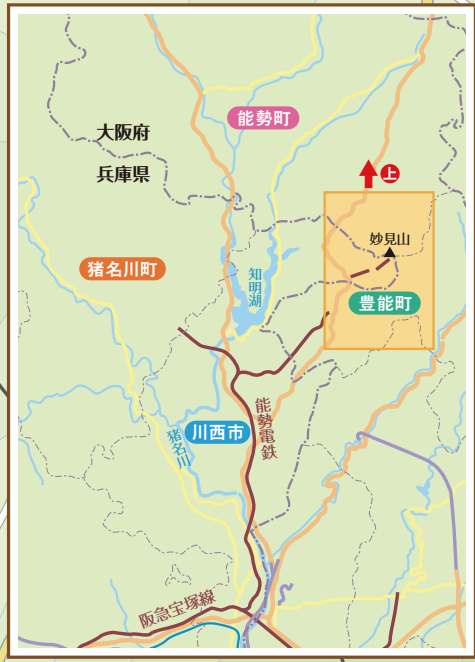 能勢町
大阪府
兵庫県
上
妙見山
猪名川町
知明湖
豊能町
能勢電鉄
川西市
猪名川
阪急宝塚線